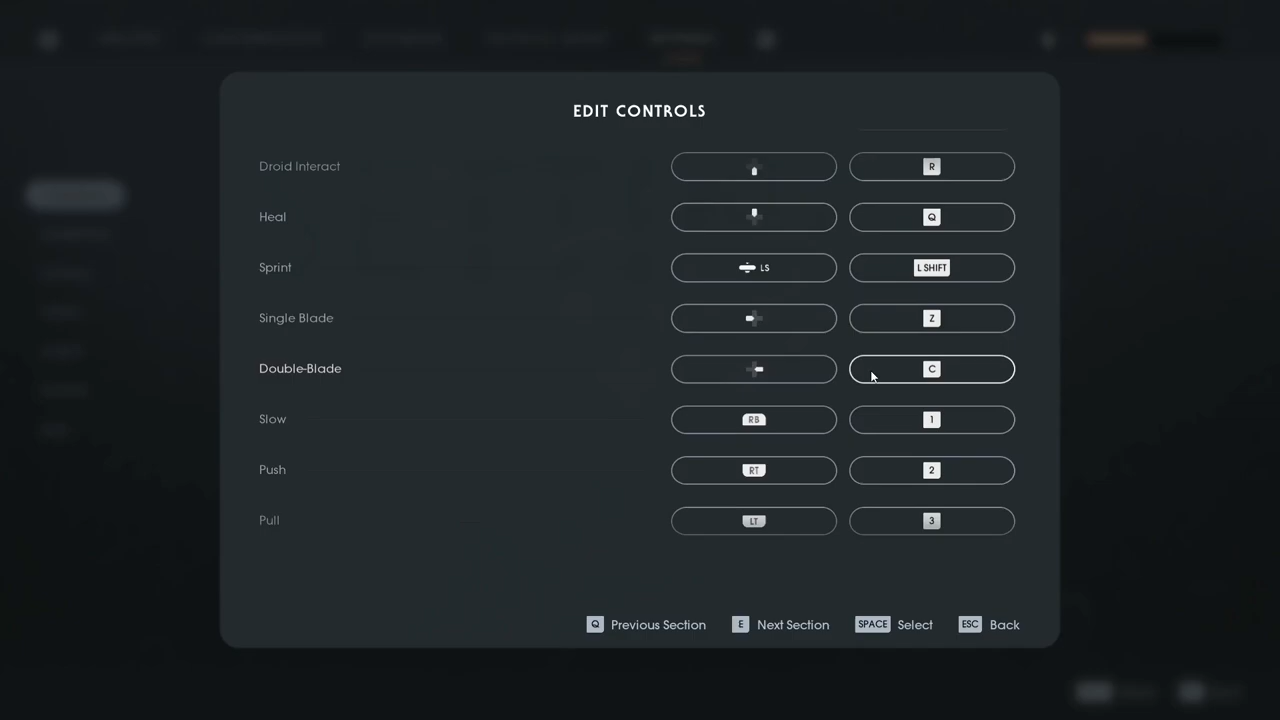 EDIT CONTROLS
Droid Interact R
Heal Q
Sprint LS L SHIFT
Single Blade Z
Double-Blade C
Slow RB 1
Push RT 2
Pull LT 3
Q Previous Section E Next Section SPACE Select ESC Back